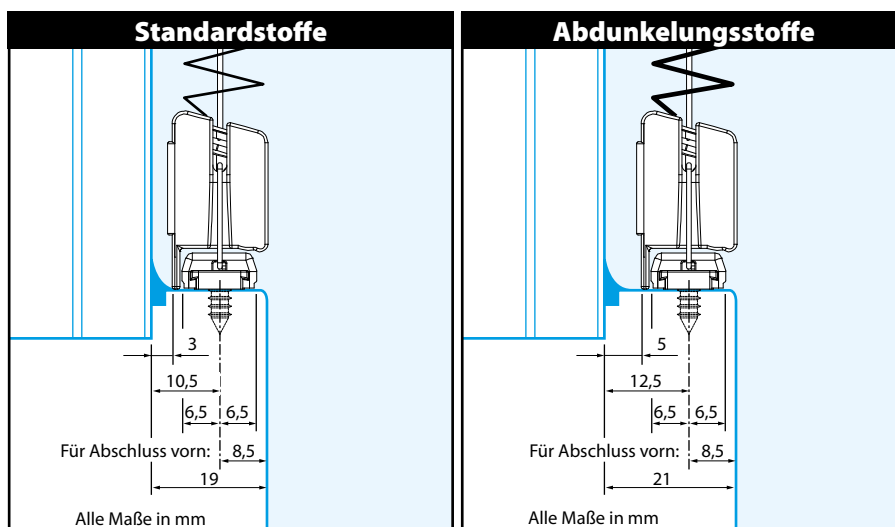 Standardstoffe
3
10,5
6,5 6,5
Für Abschluss vorn: 8,5
19
Alle Maße in mm
Abdunkelungsstoffe
5
12,5
6,5 6,5
Für Abschluss vorn: 8,5
21
Alle Maße in mm